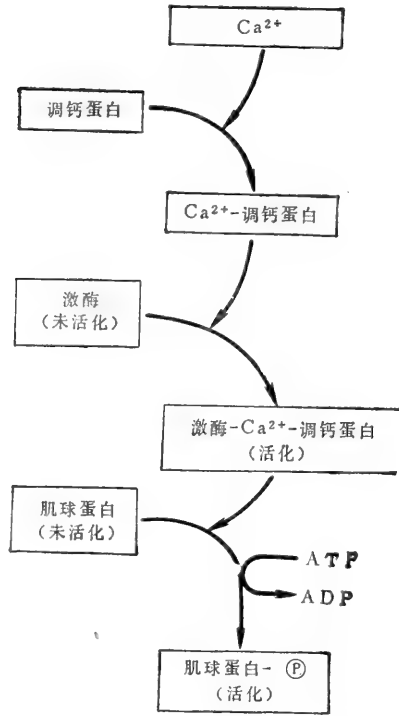 Ca²⁺
调钙蛋白
Ca²⁺-调钙蛋白
激酶
(未活化)
激酶-Ca²⁺-调钙蛋白
(活化)
肌球蛋白
(未活化)
ATP
ADP
肌球蛋白- Ⓟ
(活化)